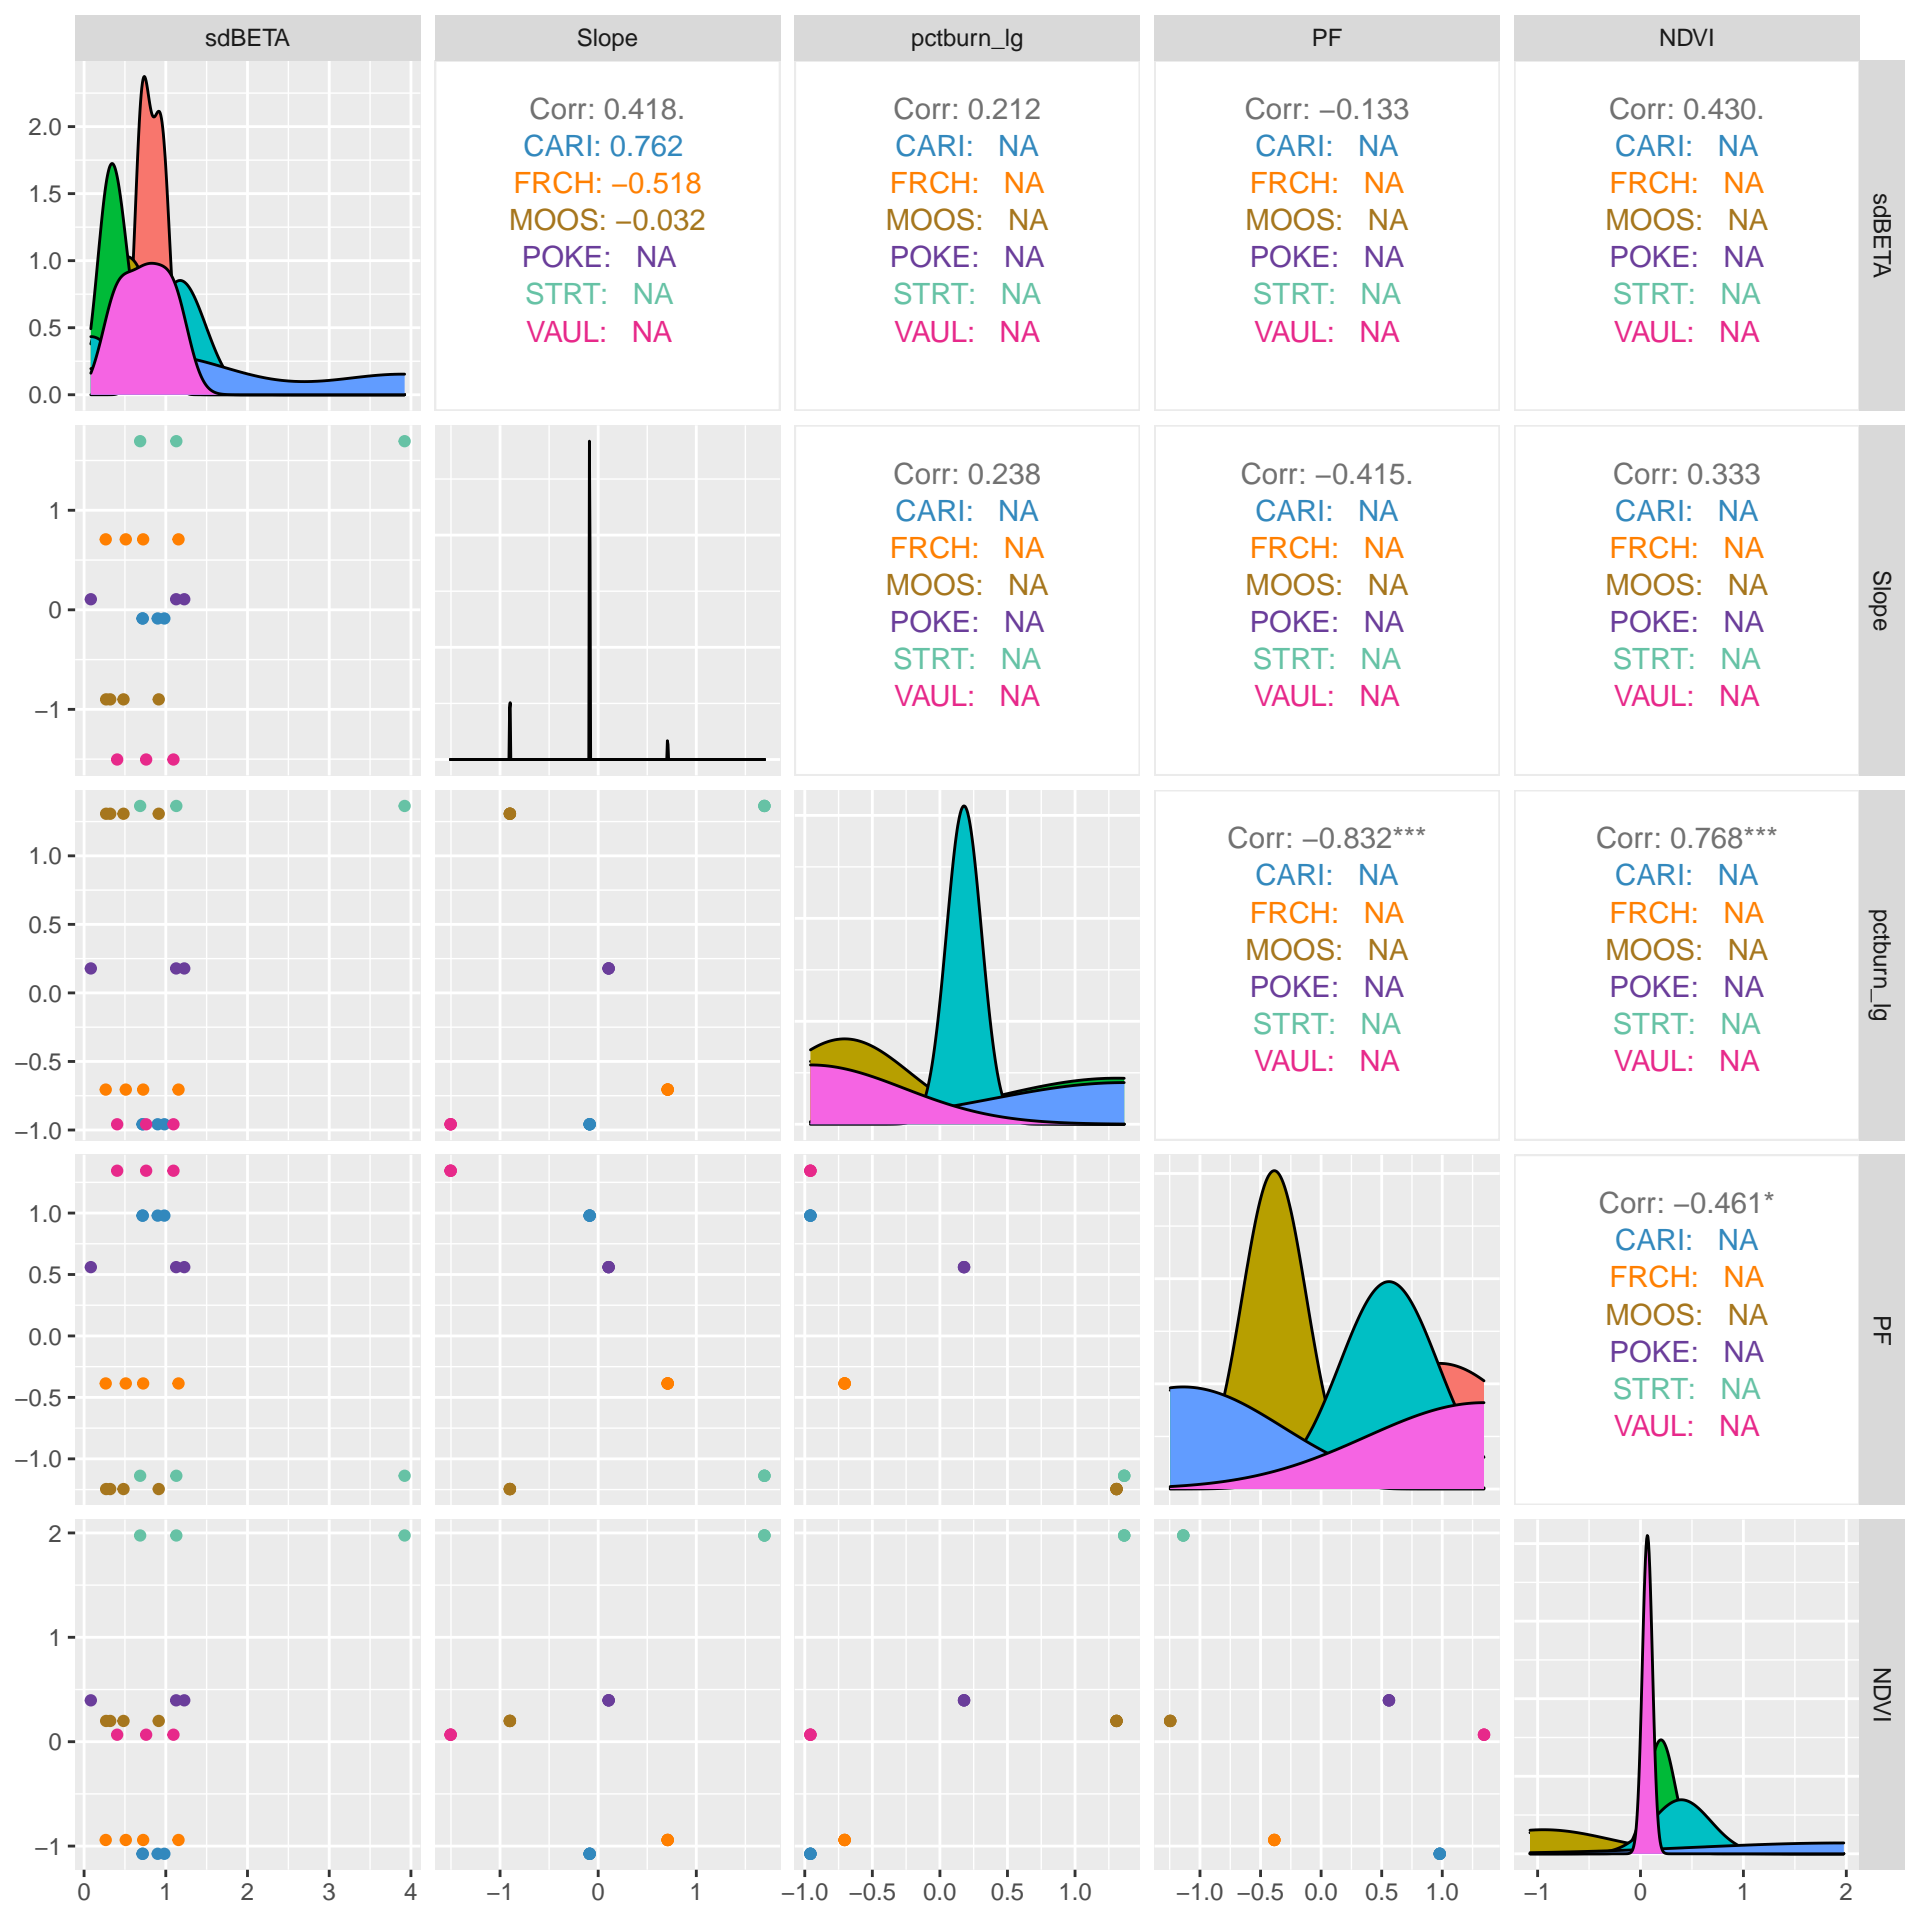 sdBETA Slope pctburn_lg PF NDVI
2.0
1.5
1.0
0.5
0.0
Corr: 0.418.
CARI: 0.762
FRCH: −0.518
MOOS: −0.032
POKE: NA
STRT: NA
VAUL: NA
Corr: 0.212
CARI: NA
FRCH: NA
MOOS: NA
POKE: NA
STRT: NA
VAUL: NA
Corr: −0.133
CARI: NA
FRCH: NA
MOOS: NA
POKE: NA
STRT: NA
VAUL: NA
Corr: 0.430.
CARI: NA
FRCH: NA
MOOS: NA
POKE: NA
STRT: NA
VAUL: NA
sdBETA
1
0
−1
Corr: 0.238
CARI: NA
FRCH: NA
MOOS: NA
POKE: NA
STRT: NA
VAUL: NA
Corr: −0.415.
CARI: NA
FRCH: NA
MOOS: NA
POKE: NA
STRT: NA
VAUL: NA
Corr: 0.333
CARI: NA
FRCH: NA
MOOS: NA
POKE: NA
STRT: NA
VAUL: NA
Slope
1.0
0.5
0.0
−0.5
−1.0
Corr: −0.832***
CARI: NA
FRCH: NA
MOOS: NA
POKE: NA
STRT: NA
VAUL: NA
Corr: 0.768***
CARI: NA
FRCH: NA
MOOS: NA
POKE: NA
STRT: NA
VAUL: NA
pctburn_lg
1.0
0.5
0.0
−0.5
−1.0
Corr: −0.461*
CARI: NA
FRCH: NA
MOOS: NA
POKE: NA
STRT: NA
VAUL: NA
PF
2
1
0
−1
NDVI
0 1 2 3 4
−1 0 1
−1.0 −0.5 0.0 0.5 1.0
−1.0 −0.5 0.0 0.5 1.0
−1 0 1 2